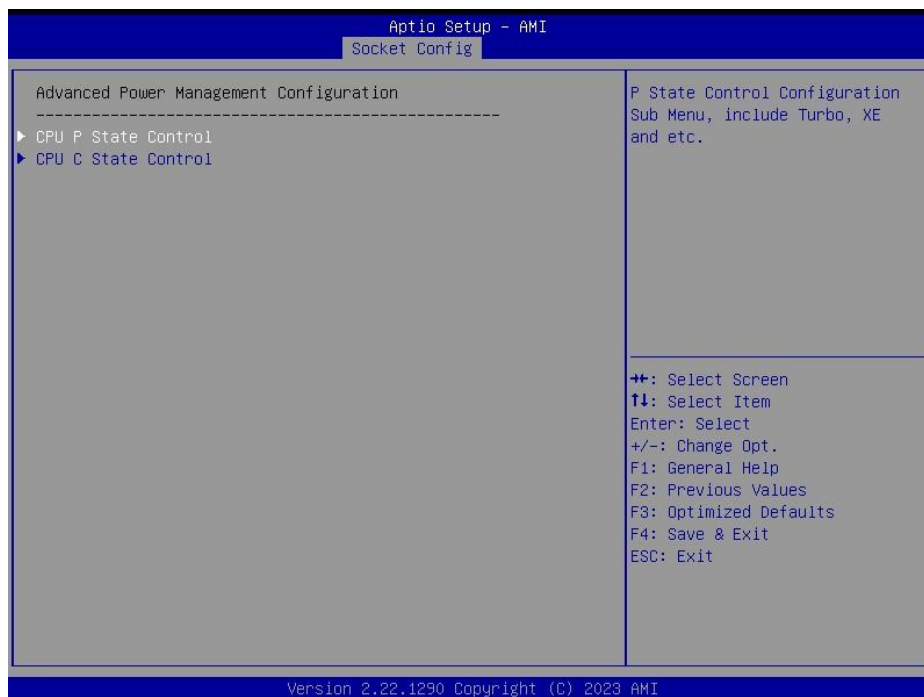 Aptio Setup - AMI
Socket Config
Advanced Power Management Configuration
--------------------------------------------------
CPU P State Control
CPU C State Control
P State Control Configuration
Sub Menu, include Turbo, XE
and etc.
→←: Select Screen
↑↓: Select Item
Enter: Select
+/-: Change Opt.
F1: General Help
F2: Previous Values
F3: Optimized Defaults
F4: Save & Exit
ESC: Exit
Version 2.22.1290 Copyright (C) 2023 AMI